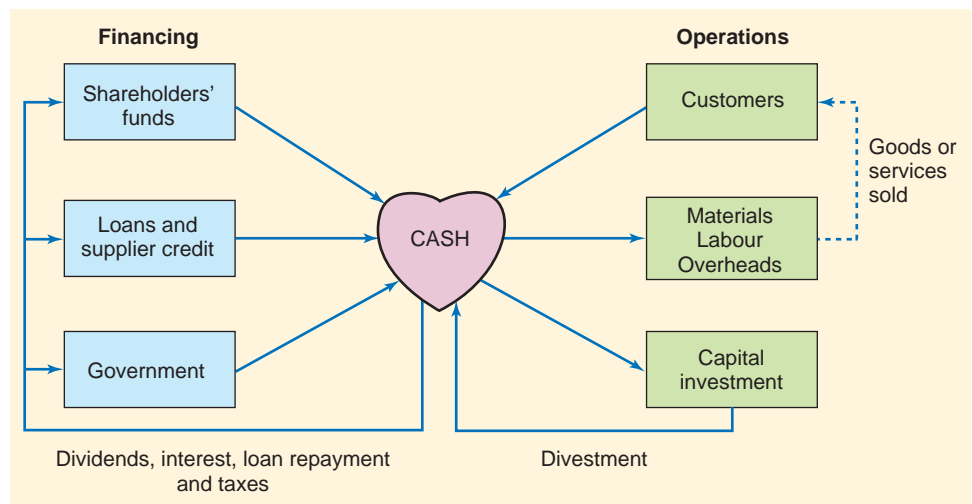 Financing
Operations
Shareholders’
funds
Customers
Goods or
services
sold
Loans and
supplier credit
CASH
Materials
Labour
Overheads
Government
Capital
investment
Dividends, interest, loan repayment
and taxes
Divestment